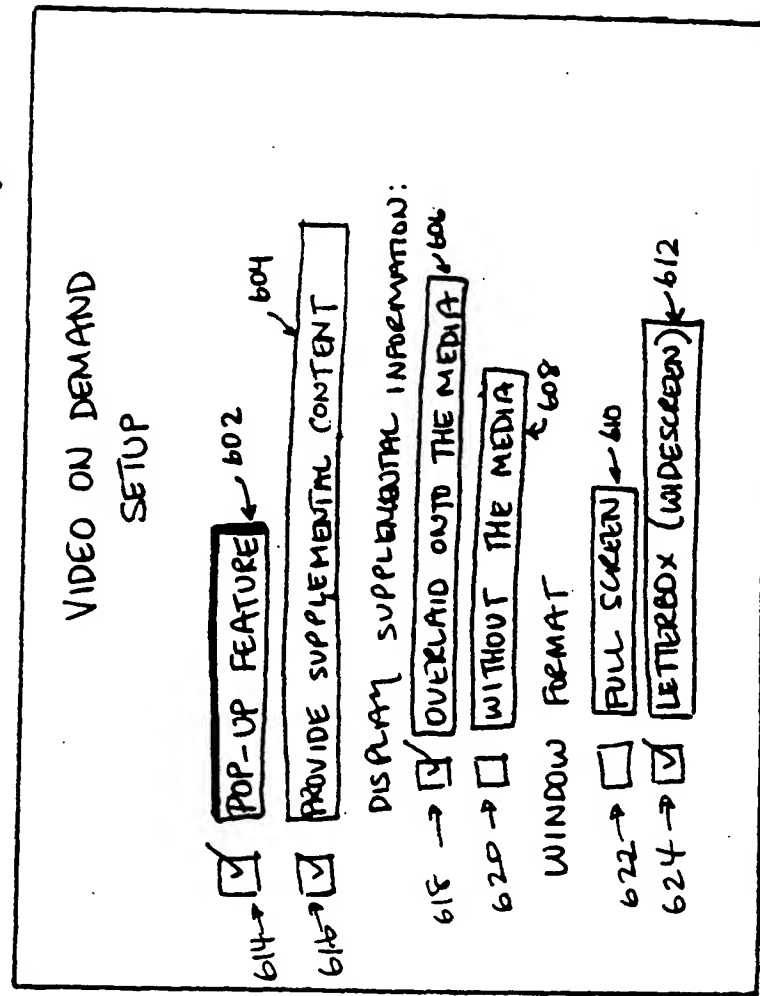 VIDEO ON DEMAND
SETUP
614 POP-UP FEATURE 602
616 PROVIDE SUPPLEMENTAL CONTENT 604
DISPLAY SUPPLEMENTAL INFORMATION:
618 OVERLAID ONTO THE MEDIA 606
620 WITHOUT THE MEDIA 608
WINDOW FORMAT
622 FULL SCREEN 610
624 LETTERBOX (WIDESCREEN) 612